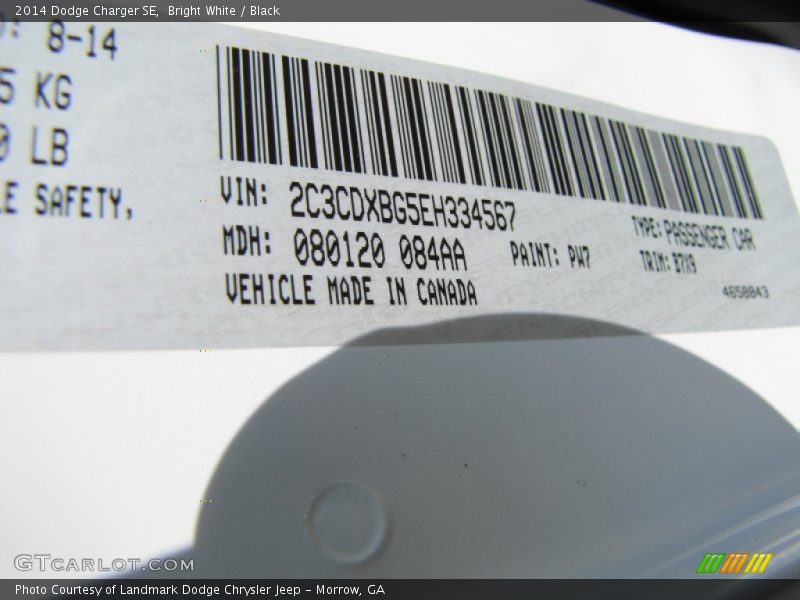 2014 Dodge Charger SE,  Bright White / Black
: 8-14
5 KG
0 LB
LE SAFETY,
VIN: 2C3CDXBG5EH334567
MDH: 080120 084AA
PAINT: PW7
TYPE: PASSENGER CAR
TRIM: B7X9
VEHICLE MADE IN CANADA
4658843
GTCARLOT.COM
Photo Courtesy of Landmark Dodge Chrysler Jeep - Morrow, GA